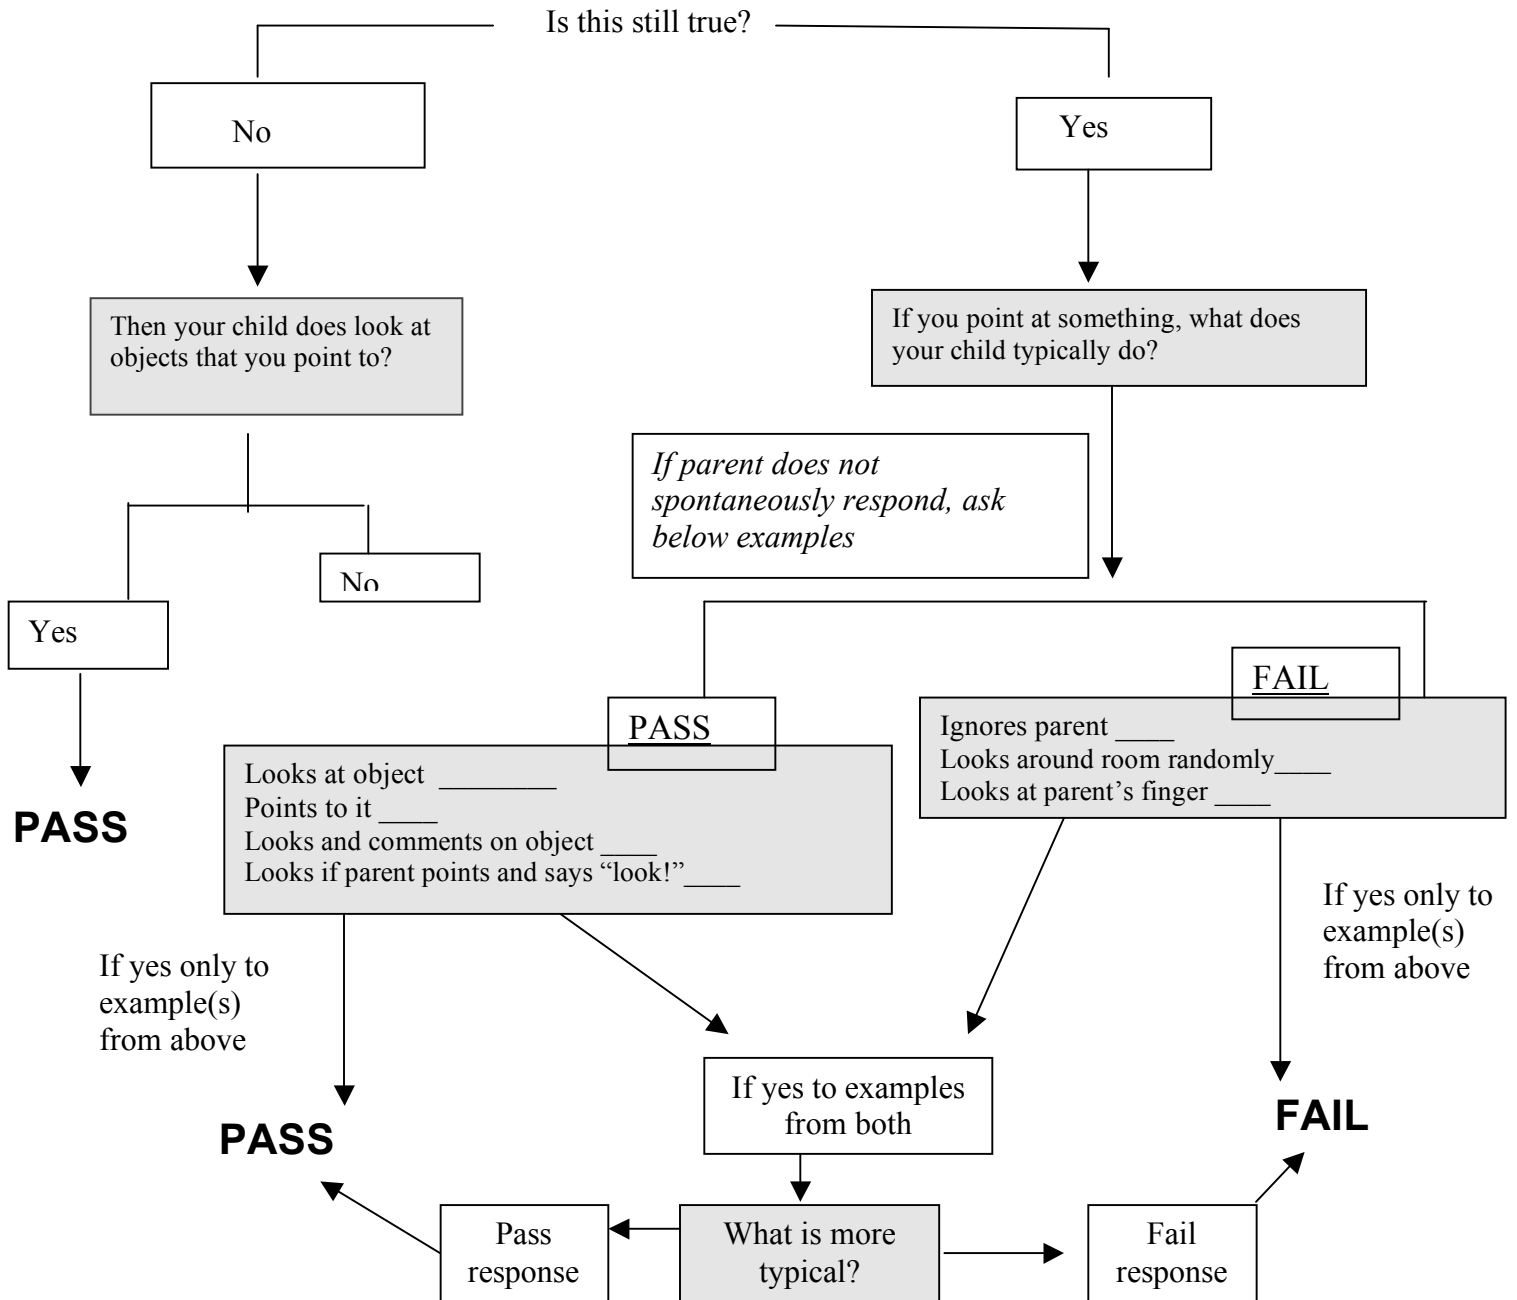 Is this still true?
No
Yes
Then your child does look at
objects that you point to?
If you point at something, what does
your child typically do?
If parent does not
spontaneously respond, ask
below examples
No
Yes
PASS
FAIL
PASS
Looks at object ________
Points to it ____
Looks and comments on object ____
Looks if parent points and says “look!”____
Ignores parent ____
Looks around room randomly____
Looks at parent’s finger ____
If yes only to
example(s)
from above
If yes only to
example(s)
from above
PASS
If yes to examples
from both
FAIL
Pass
response
What is more
typical?
Fail
response